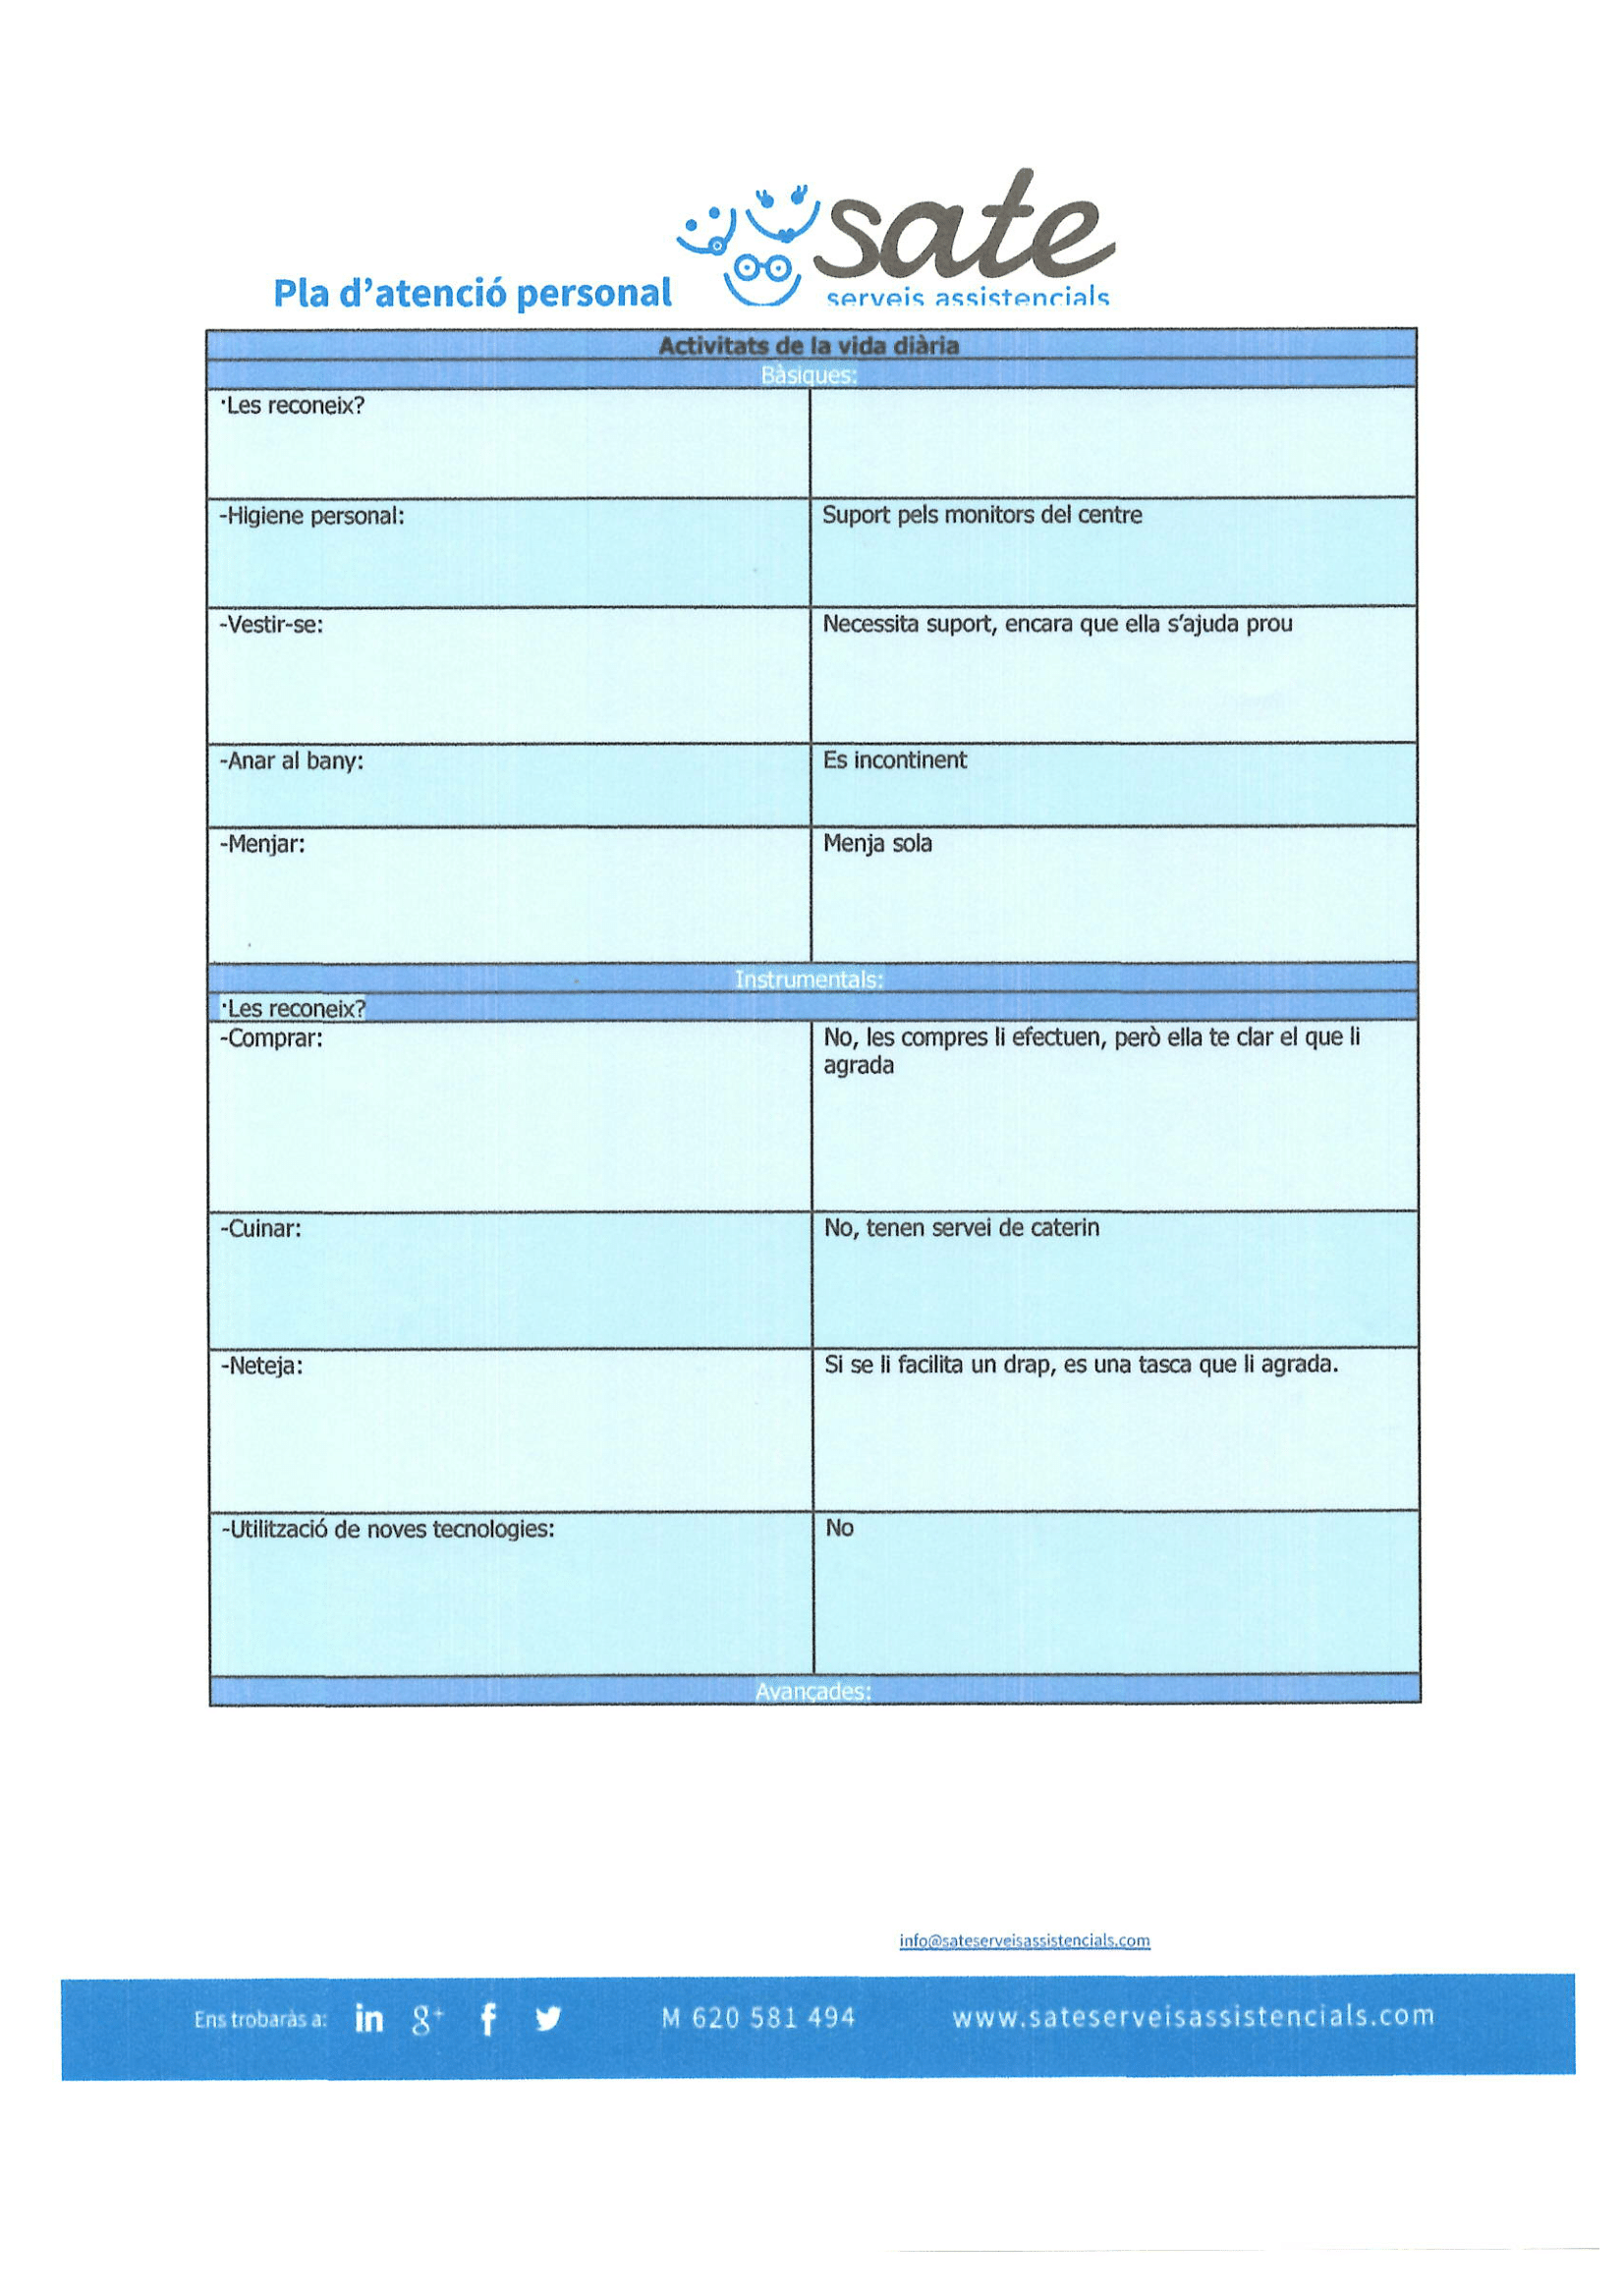 sate
serveis assistencials
Pla d'atenció personal
Activitats de la vida diària
Bàsiques:
·Les reconeix?
-Higiene personal:
Suport pels monitors del centre
-Vestir-se:
Necessita suport, encara que ella s'ajuda prou
-Anar al bany:
Es incontinent
-Menjar:
Menja sola
Instrumentals:
·Les reconeix?
-Comprar:
No, les compres li efectuen, però ella te clar el que li
agrada
-Cuinar:
No, tenen servei de caterin
-Neteja:
Si se li facilita un drap, es una tasca que li agrada.
-Utilització de noves tecnologies:
No
Avançades:
info@sateserveisassistencials.com
Ens trobaràs a: in g+ f M 620 581 494 www.sateserveisassistencials.com